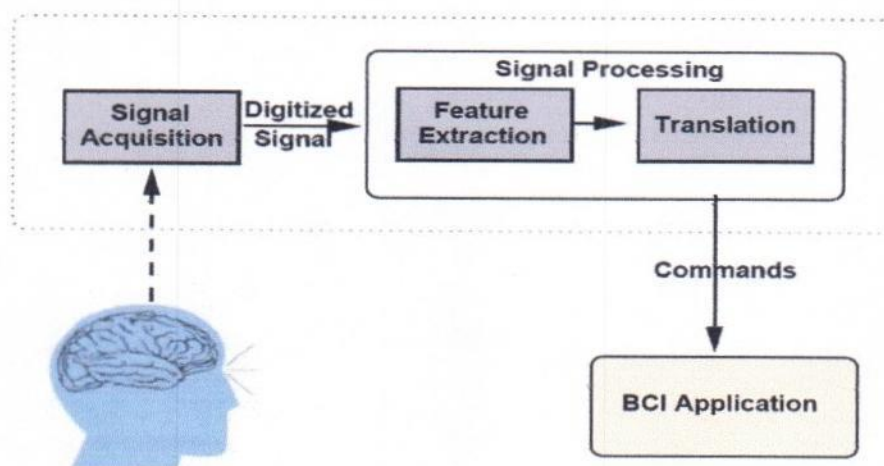 Signal Processing
Signal
Acquisition
Digitized
Signal
Feature
Extraction
Translation
Commands
BCI Application